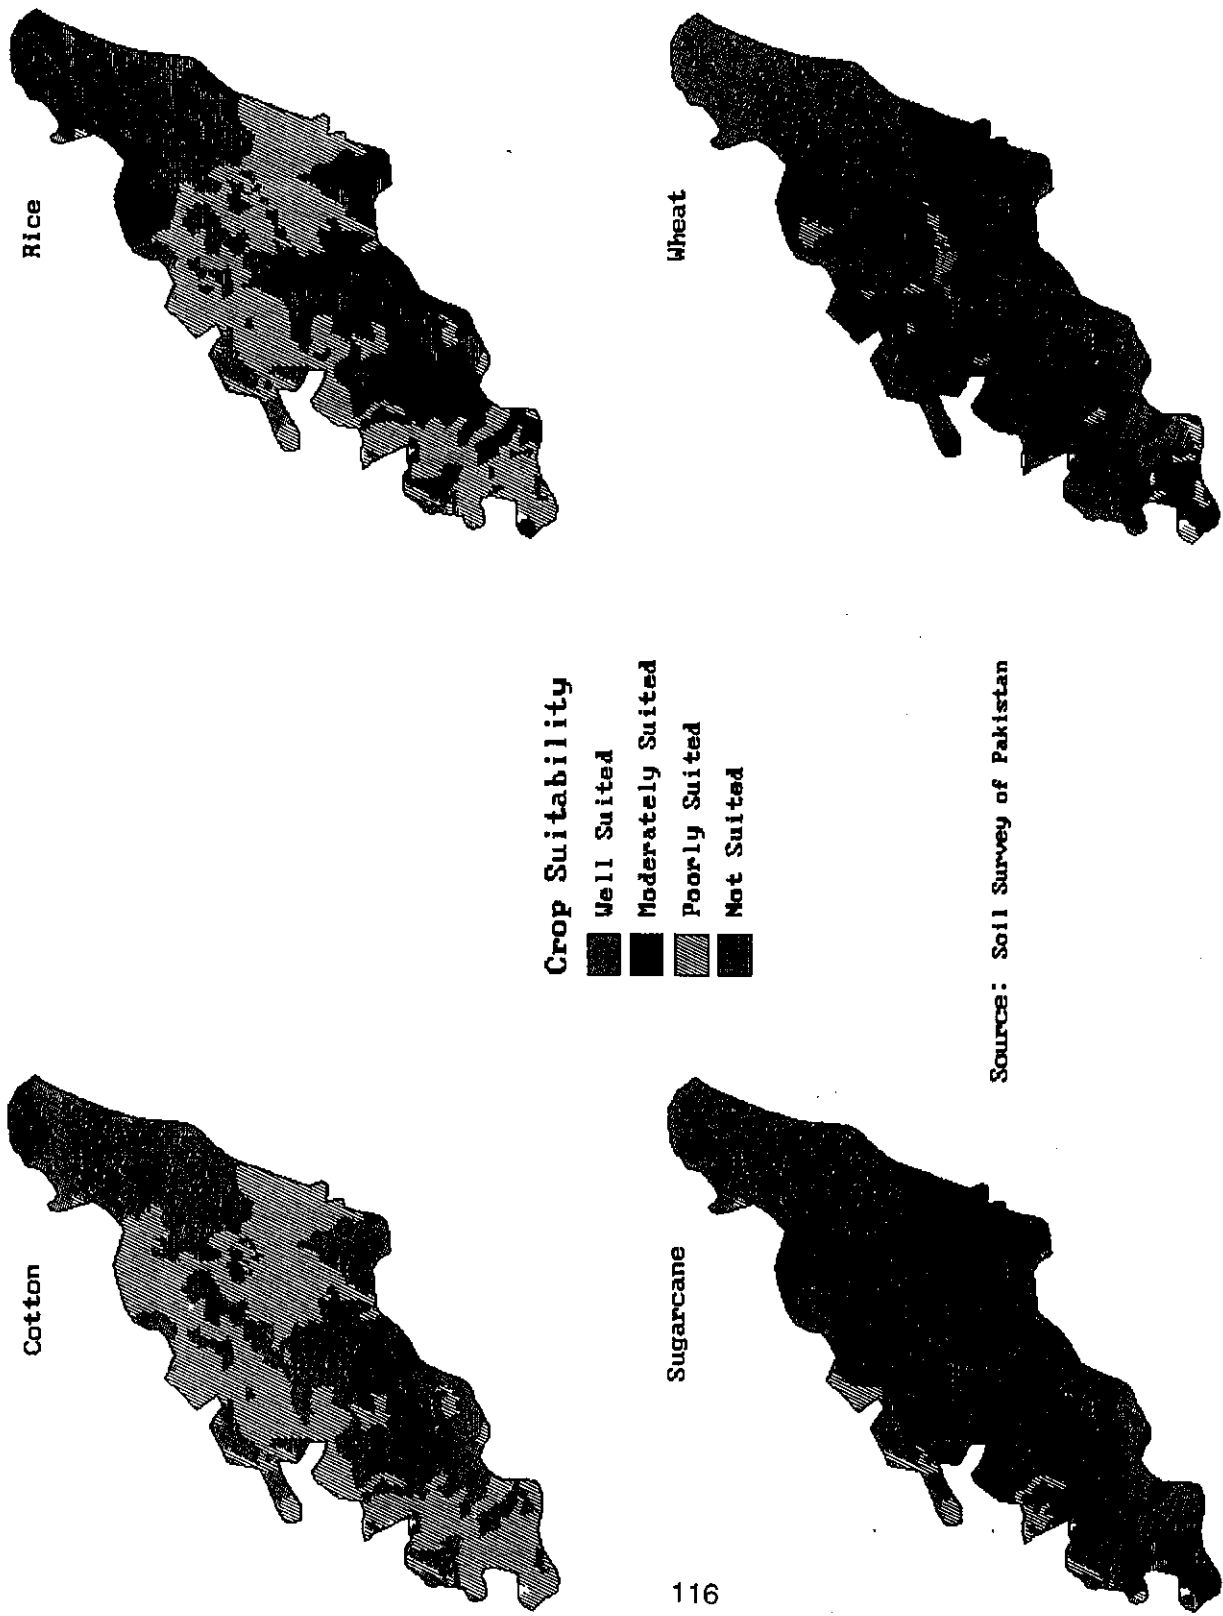 Cotton
Rice
Crop Suitability
Well Suited
Moderately Suited
Poorly Suited
Not Suited
Sugarcane
Wheat
Source: Soil Survey of Pakistan
116